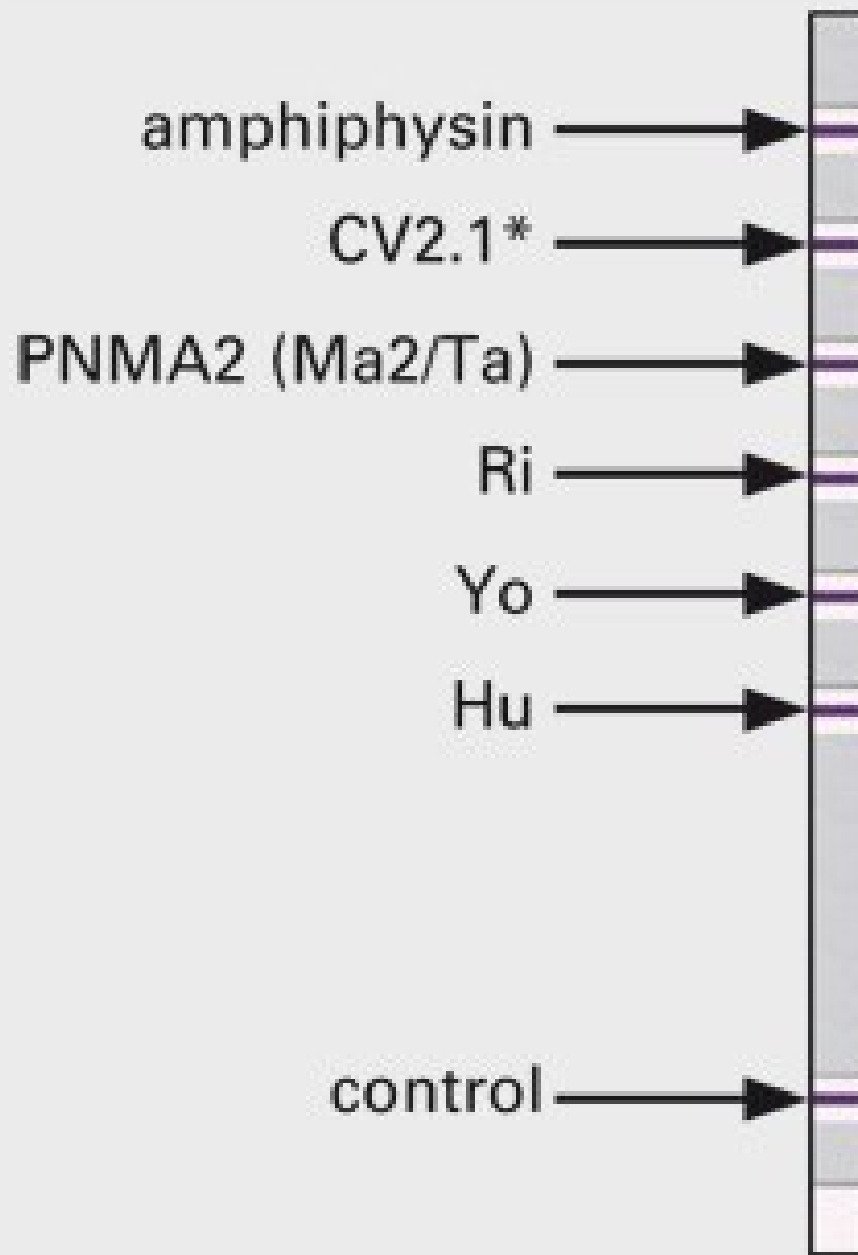 amphiphysin
CV2.1*
PNMA2 (Ma2/Ta)
Ri
Yo
Hu
control